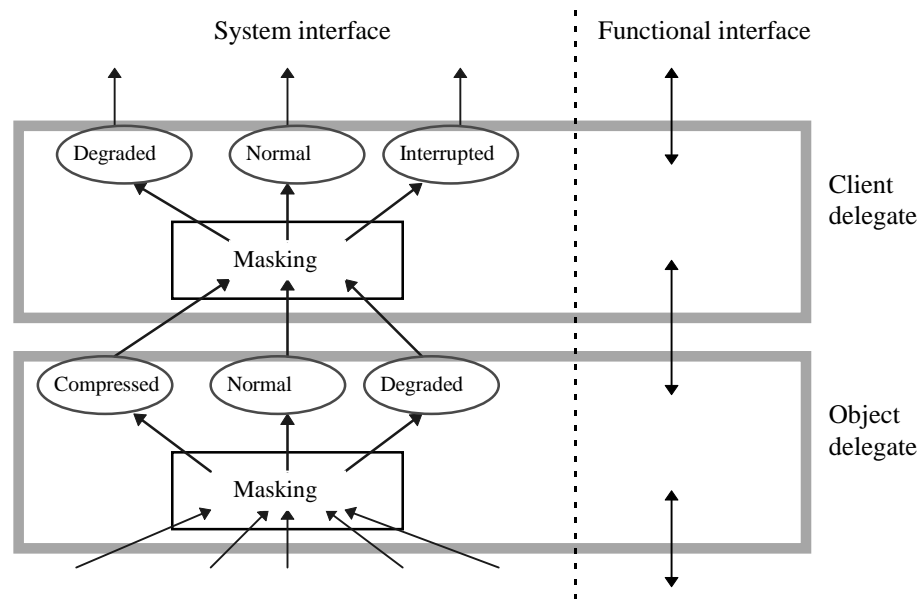 System interface
Functional interface
Degraded
Normal
Interrupted
Client
delegate
Masking
Compressed
Normal
Degraded
Object
delegate
Masking